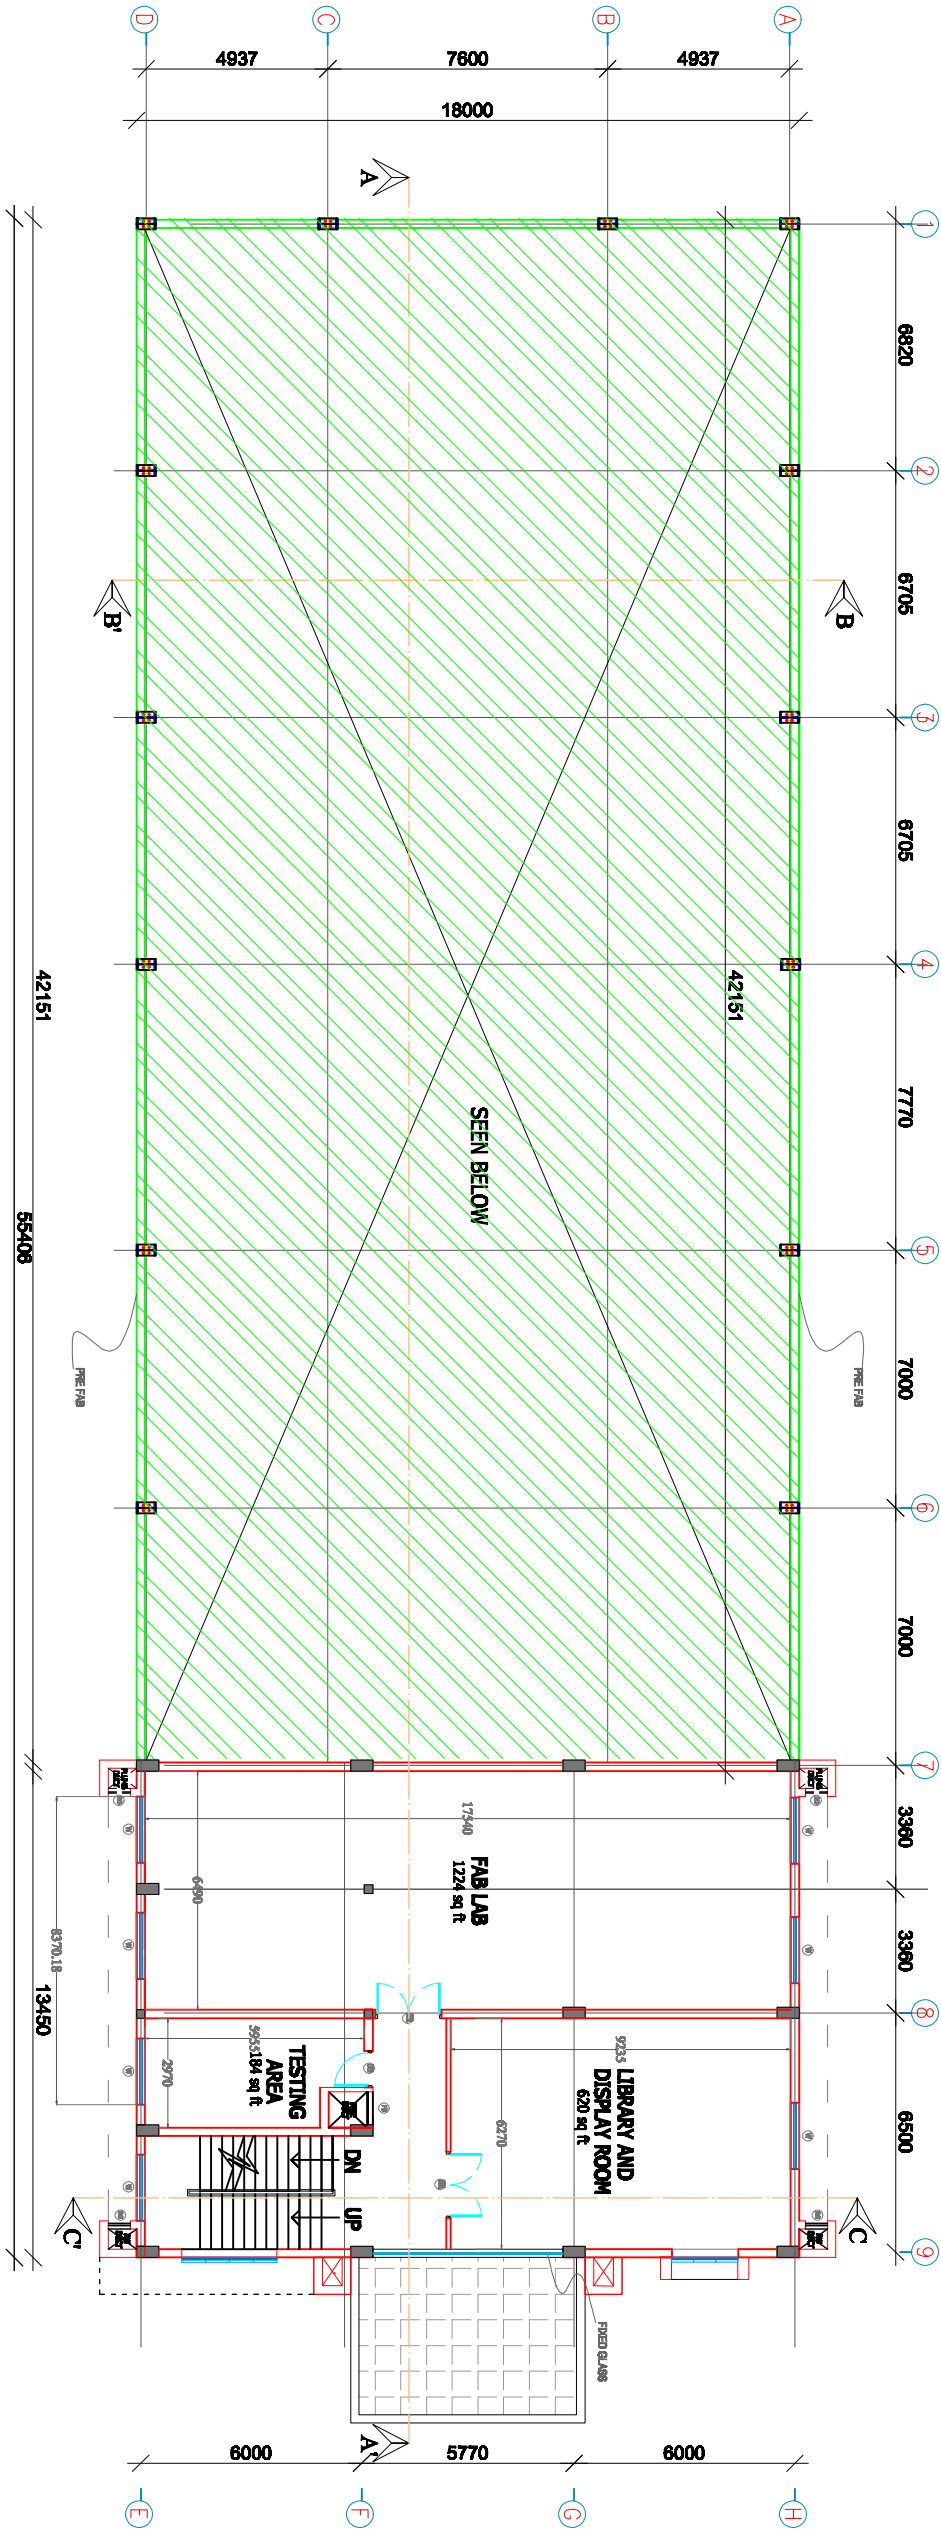 D
C
B
A
4937
7600
4937
18000
A
1
6820
2
6705
B'
B
3
6705
4
42151
42151
7770
SEEN BELOW
55408
5
PRE FAB
PRE FAB
7000
6
7000
7
3360
17540
FAB LAB
1224 sq ft
6490
W
W
3360
8370.18
W
W
13450
8
5955
184 sq ft
TESTING
AREA
2970
9235
LIBRARY AND
DISPLAY ROOM
620 sq ft
6270
6500
W
W
W
DN
UP
C'
C
9
FIXED GLASS
A'
6000
5770
6000
E
F
G
H